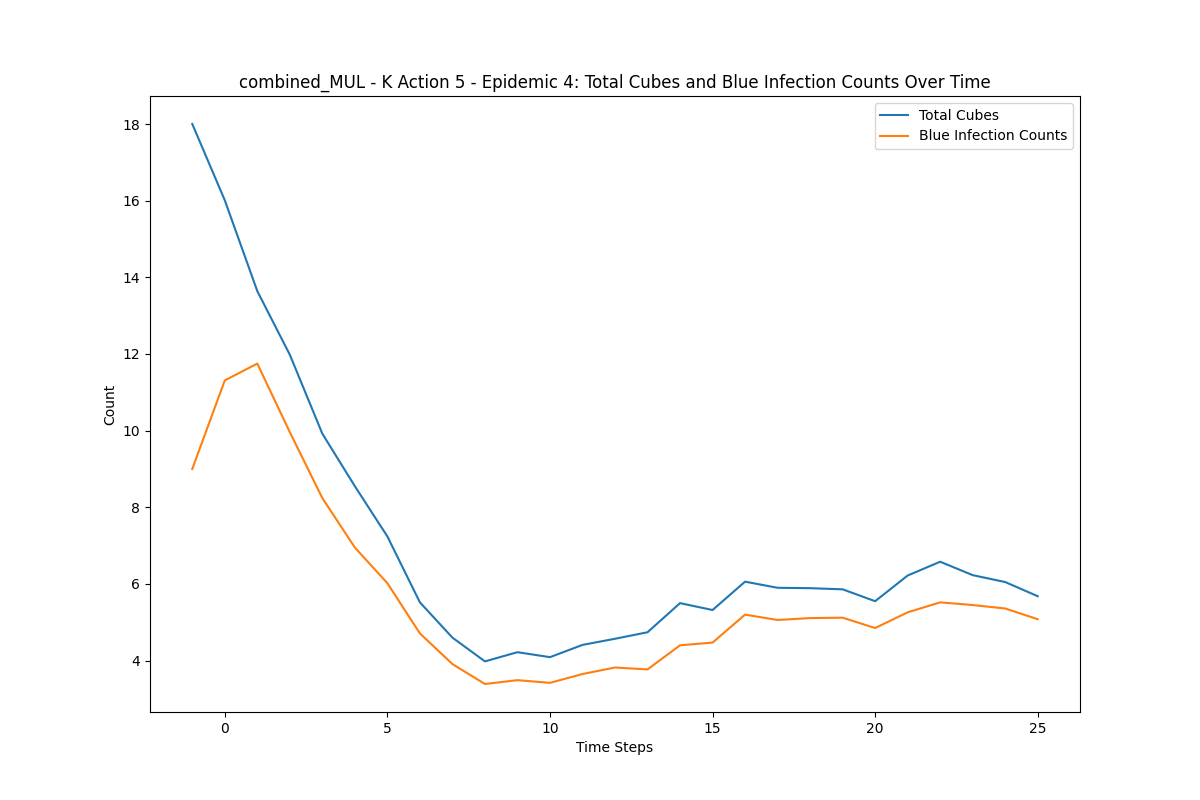 combined_MUL - K Action 5 - Epidemic 4: Total Cubes and Blue Infection Counts Over Time
Total Cubes
Blue Infection Counts
18
16
14
12
10
8
6
4
Count
0
5
10
15
20
25
Time Steps